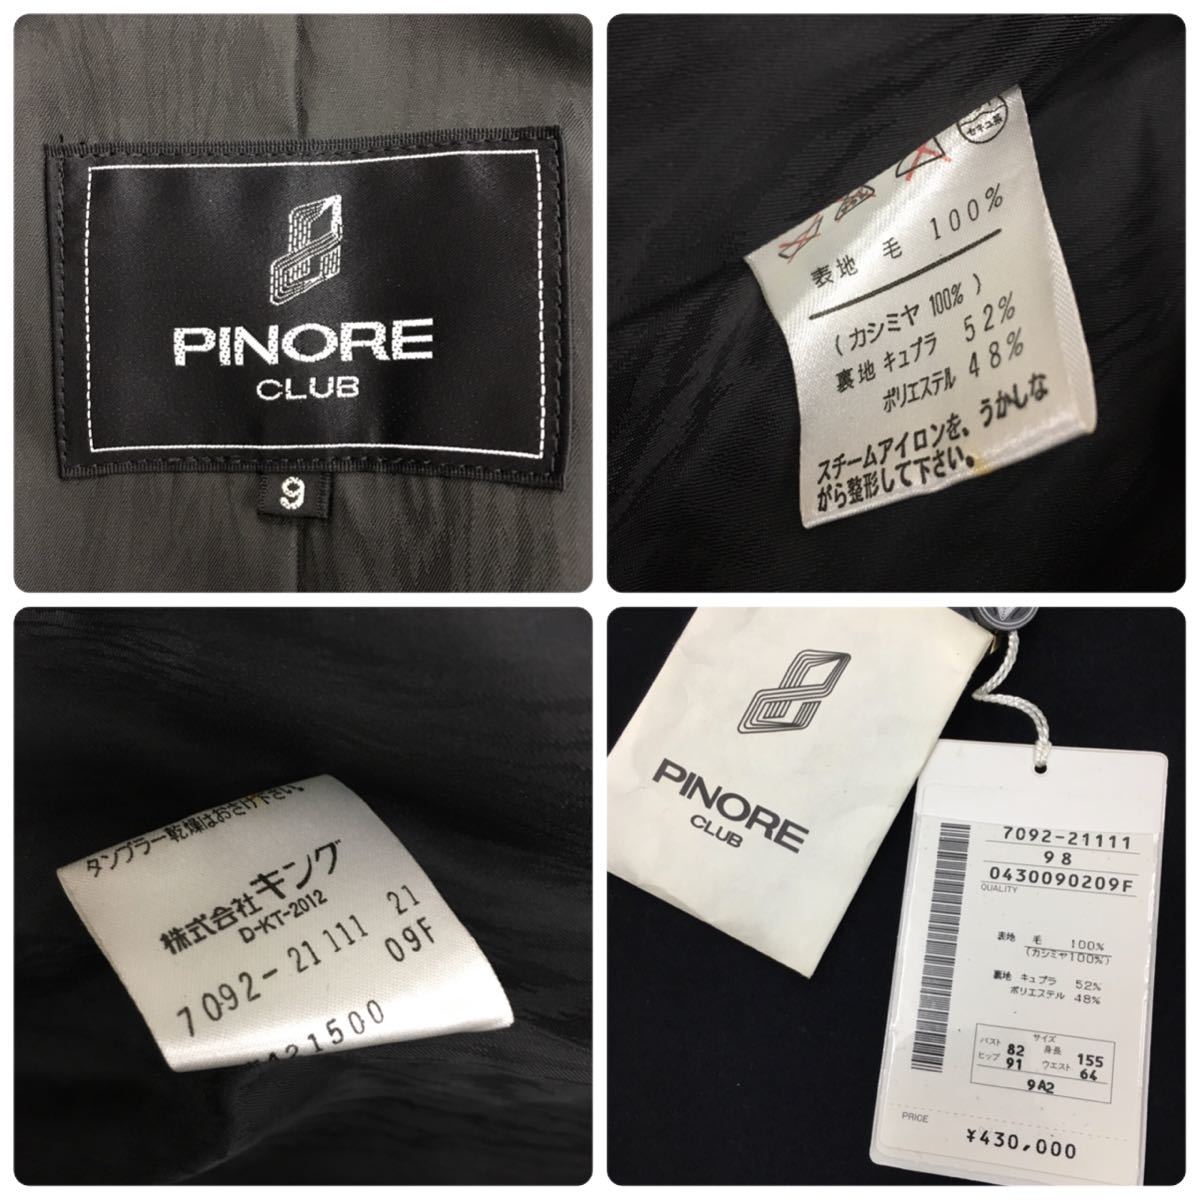 PINORE
CLUB
9
セキユ系
表地 毛 100%
(カシミヤ 100%)
裏地 キュプラ 52%
ポリエステル 48%
スチームアイロンを、うかしな
がら整形して下さい。
タンブラー乾燥はおさけ下さい。
株式会社キング
D-KT-2012
7092-21111 21
09F
421500
PINORE
CLUB
7092-21111
98
0430090209F
QUALITY
表地 毛 100%
(カシミヤ100%)
裏地 キュプラ 52%
ポリエステル 48%
サイズ
バスト 82 身長 155
ヒップ 91 ウエスト 64
9A2
PRICE
¥430,000